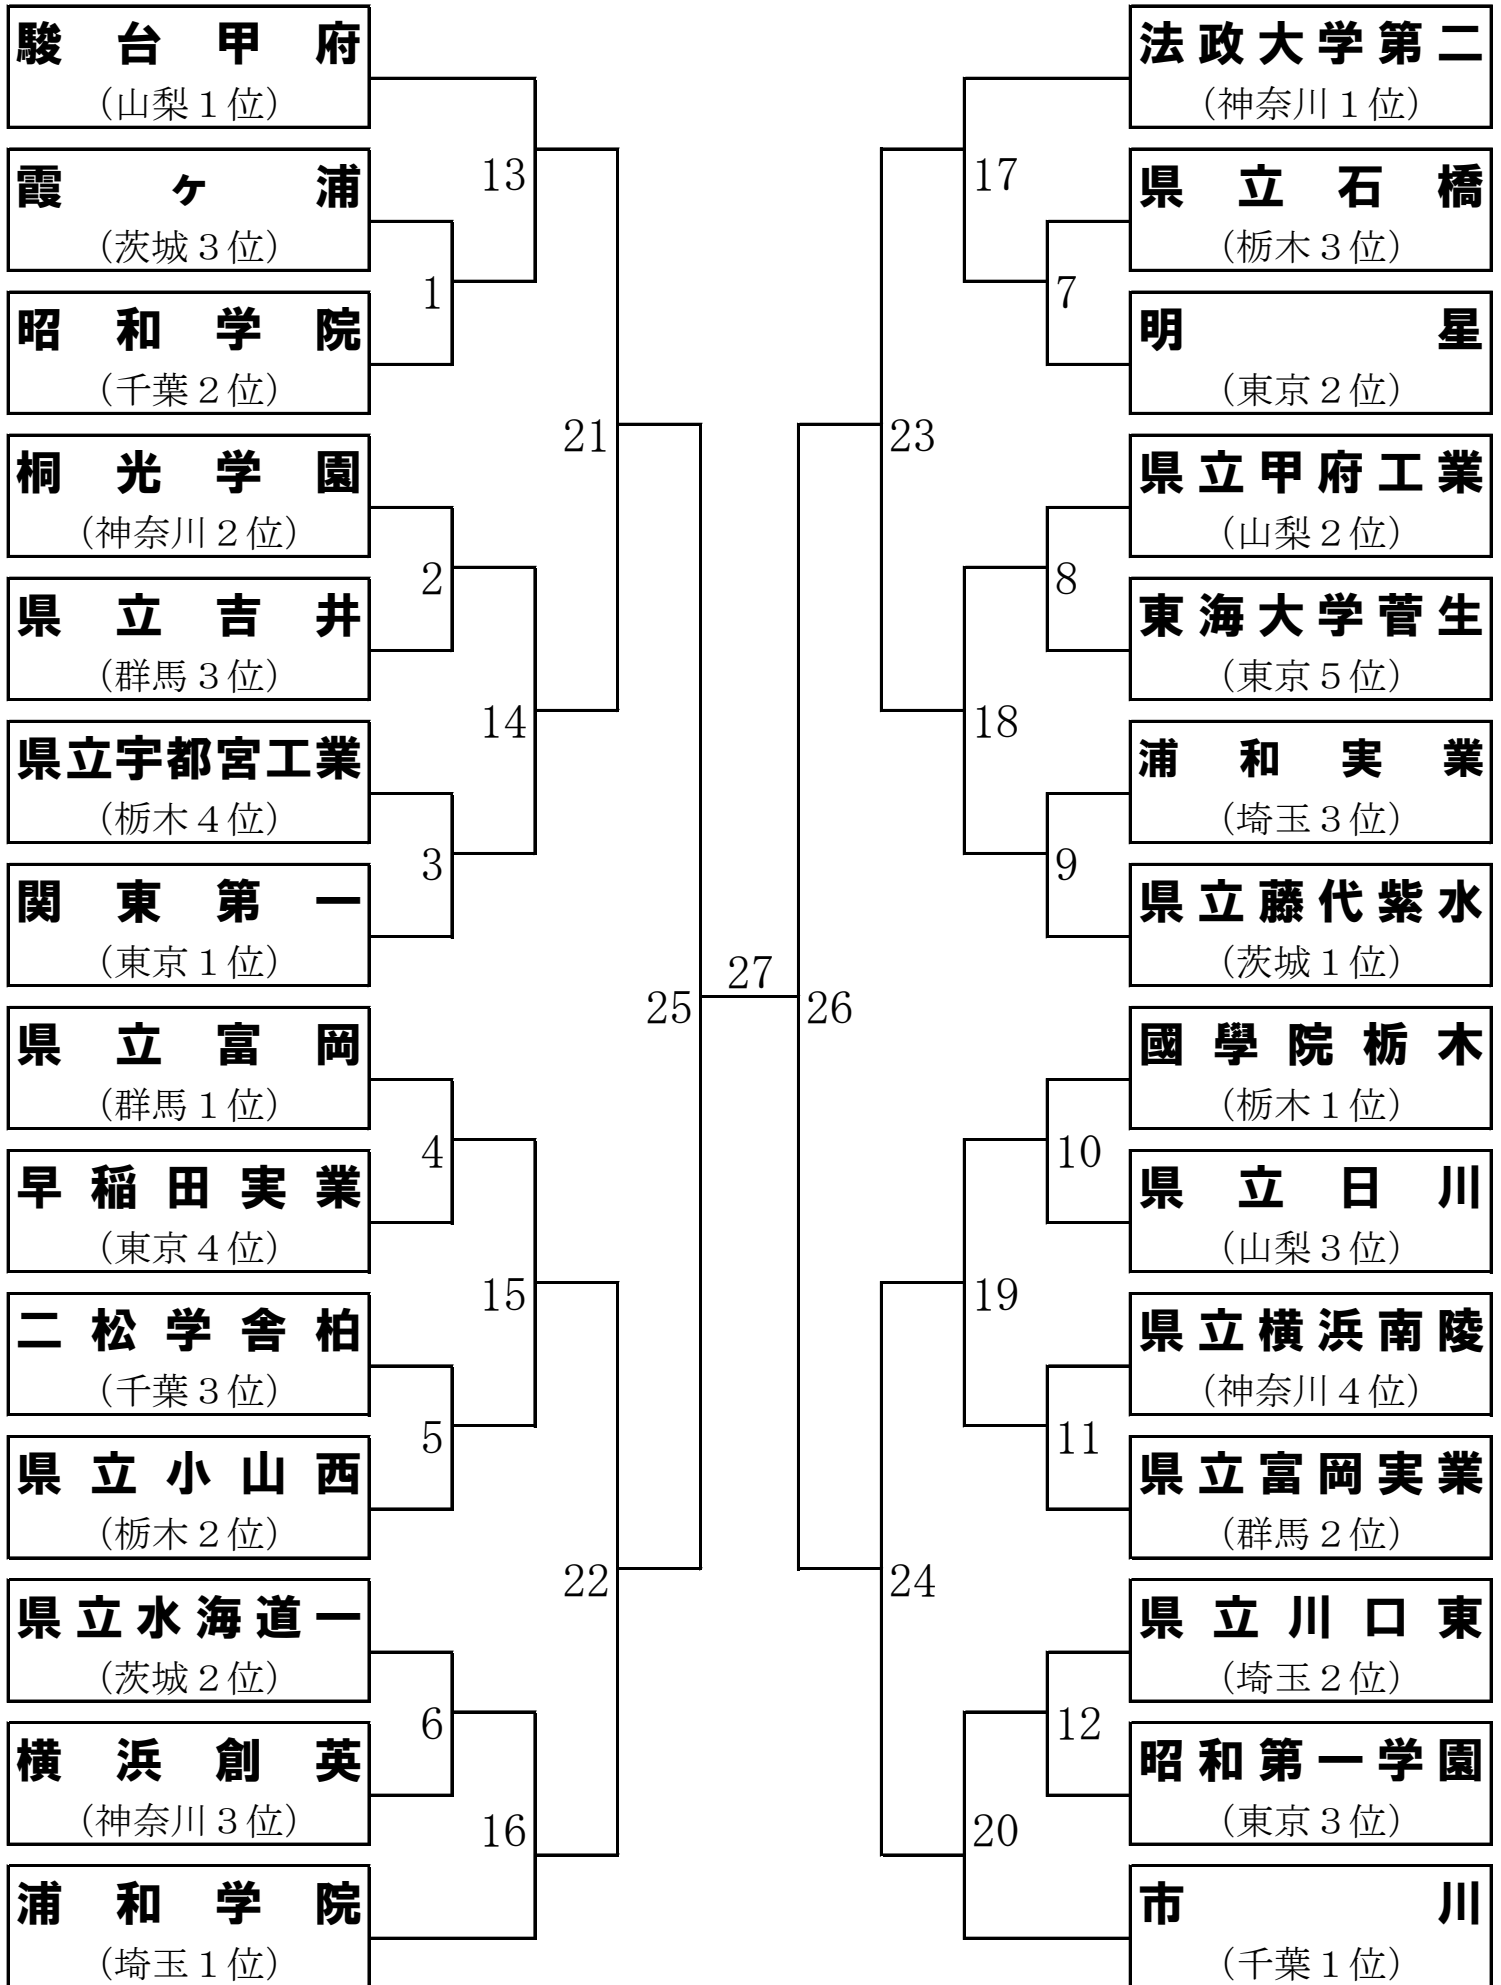 駿台甲府
(山梨１位)
霞ヶ浦
(茨城３位)
昭和学院
(千葉２位)
桐光学園
(神奈川２位)
県立吉井
(群馬３位)
県立宇都宮工業
(栃木４位)
関東第一
(東京１位)
県立富岡
(群馬１位)
早稲田実業
(東京４位)
二松学舎柏
(千葉３位)
県立小山西
(栃木２位)
県立水海道一
(茨城２位)
横浜創英
(神奈川３位)
浦和学院
(埼玉１位)
13
1
21
2
14
3
25
4
15
5
22
6
16
27
17
7
23
8
18
9
26
10
19
11
24
12
20
法政大学第二
(神奈川１位)
県立石橋
(栃木３位)
明星
(東京２位)
県立甲府工業
(山梨２位)
東海大学菅生
(東京５位)
浦和実業
(埼玉３位)
県立藤代紫水
(茨城１位)
國學院栃木
(栃木１位)
県立日川
(山梨３位)
県立横浜南陵
(神奈川４位)
県立富岡実業
(群馬２位)
県立川口東
(埼玉２位)
昭和第一学園
(東京３位)
市川
(千葉１位)